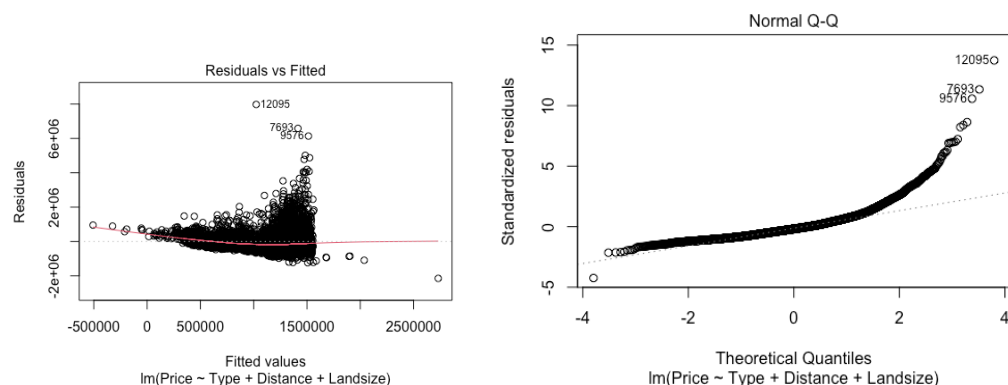 Residuals vs Fitted
Residuals
6e+06
2e+06
-2e+06
12095
7693
9576
-500000 0 500000 1500000 2500000
Fitted values
lm(Price ~ Type + Distance + Landsize)
Normal Q-Q
Standardized residuals
15
10
5
0
-5
12095
7693
9576
-4 -2 0 2 4
Theoretical Quantiles
lm(Price ~ Type + Distance + Landsize)